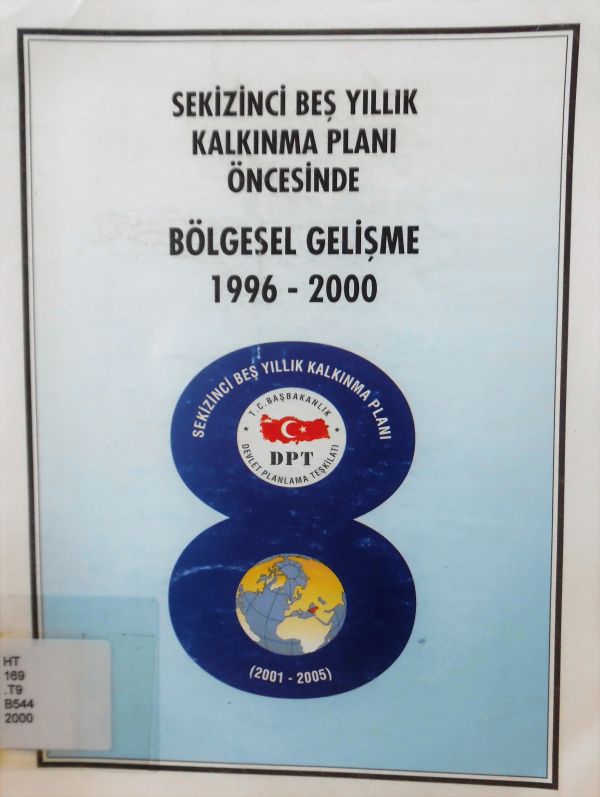 SEKİZİNCİ BEŞ YILLIK
KALKINMA PLANI
ÖNCESİNDE
BÖLGESEL GELİŞME
1996 - 2000
SEKİZİNCİ BEŞ YILLIK KALKINMA PLANI
T.C. BAŞBAKANLIK
DPT
DEVLET PLANLAMA TEŞKİLATI
(2001 - 2005)
HT
169
.T9
B544
2000